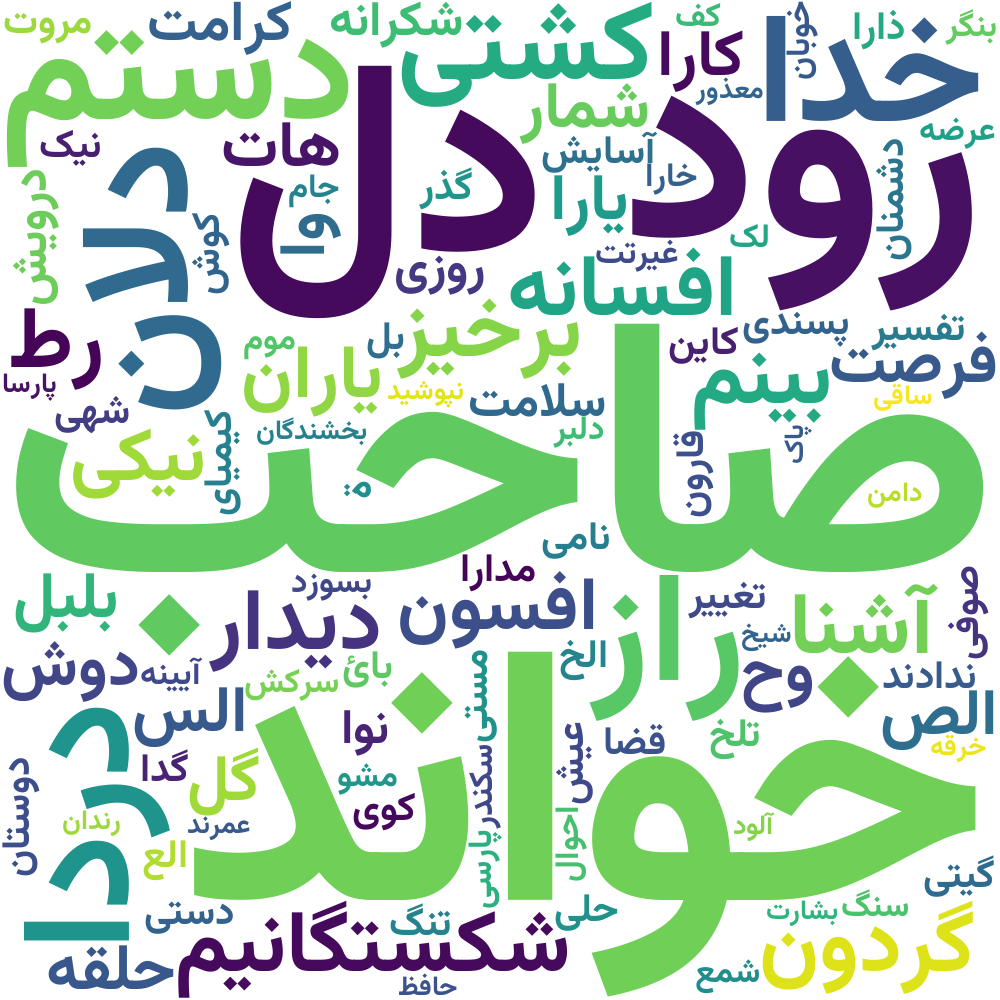 مروت
کرامت
شکرانه
کف
خوبان
ذارا
بنگر
دستم
کشتی
کارا
خدا
معذور
شمار
عرضه
نیک
هات
دل
رود
آسایش
خارا
دشمنان
درویش
دلان
کوش
جام
وا
گذر
یارا
لک
غیرتت
روزی
افسانه
رط
پارسا
برخیز
بل
موم
یاران
نپوشید
کاین
پسندی
تفسیر
فرصت
بینم
ساقی
سلامت
شهی
نیکی
کیمیای
بخشندگان
دلبر
قارون
پاک
صاحب
دامن
ة
نامی
مدارا
بسوزد
بلبل
دیدار
افسون
راز
تغییر
آشنا
صوفی
شیخ
الخ
دوش
آیینه
سرکش
بائ
مستی
وح
ندادند
الس
نوا
الص
دردا
گدا
گل
مشو
کوی
سکندر
عیش
قضا
تلخ
خرقه
خواند
دوستان
رندان
عمرند
الع
پارسی
احوال
آلود
گیتی
دستی
تنگ
حلی
بشارت
سنگ
حلقه
شکستگانیم
حافظ
شمع
گردون